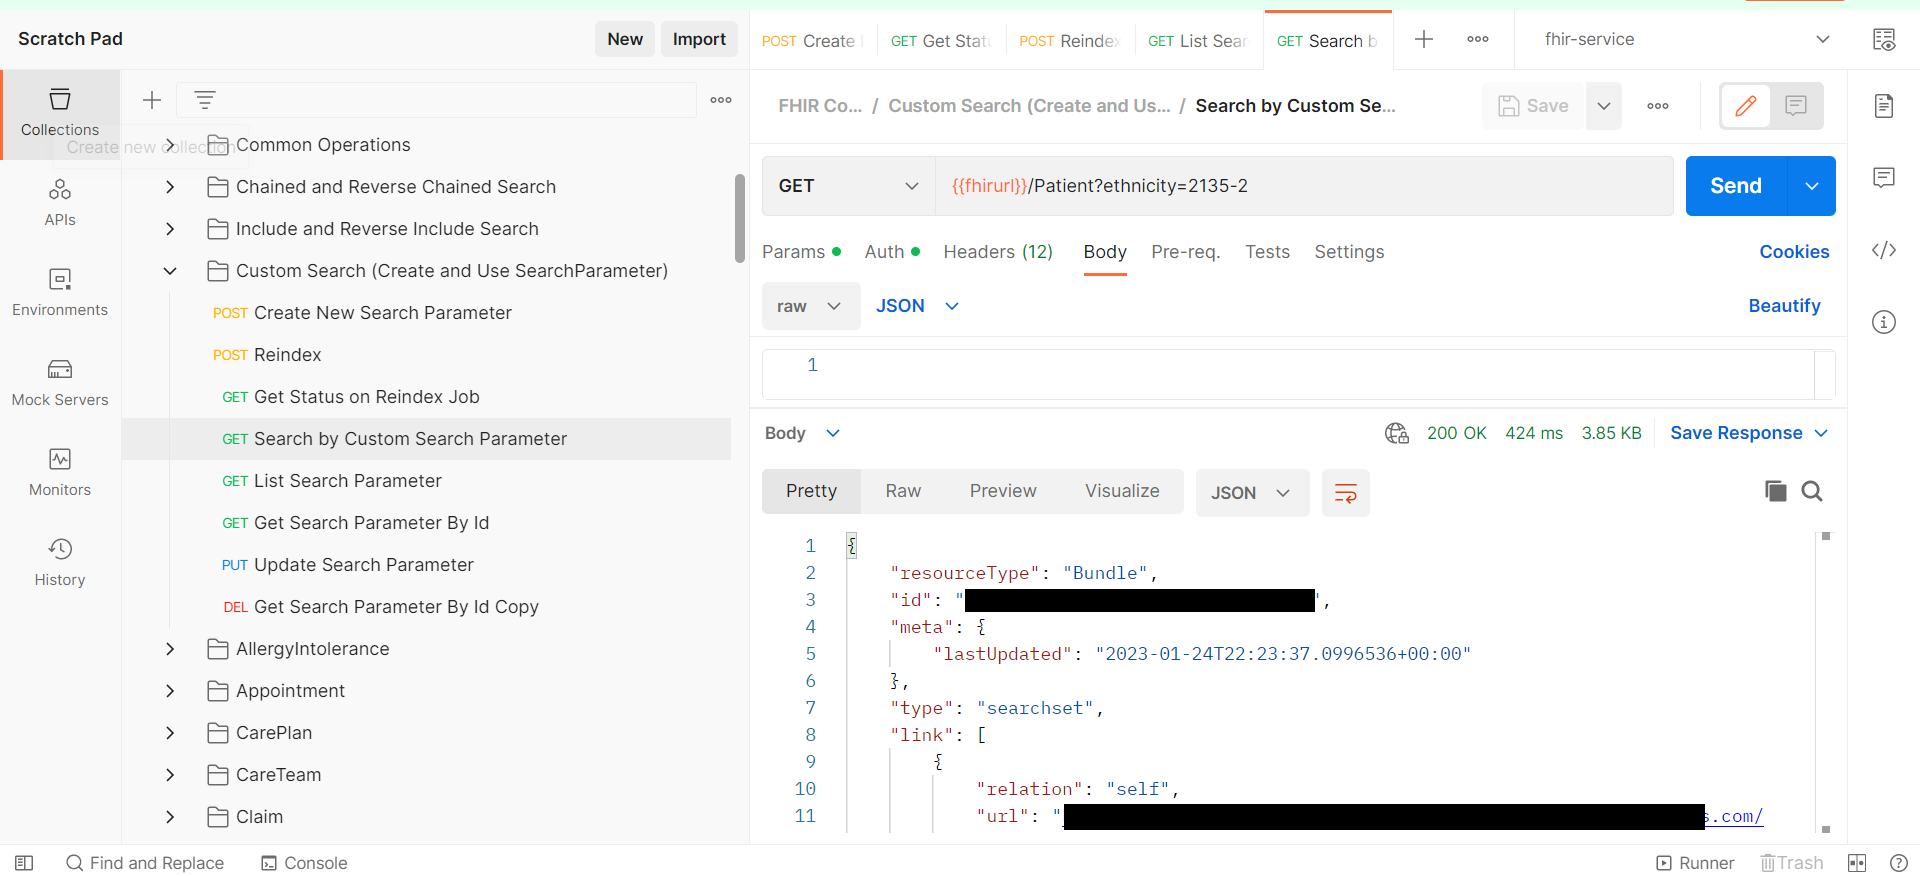 Scratch Pad
New
Import
POST Create
GET Get Stat
POST Reindex
GET List Sear
GET Search b
fhir-service
Collections
Create new collection
APIs
Environments
Mock Servers
Monitors
History
Common Operations
Chained and Reverse Chained Search
Include and Reverse Include Search
Custom Search (Create and Use SearchParameter)
POST Create New Search Parameter
POST Reindex
GET Get Status on Reindex Job
GET Search by Custom Search Parameter
GET List Search Parameter
GET Get Search Parameter By Id
PUT Update Search Parameter
DEL Get Search Parameter By Id Copy
AllergyIntolerance
Appointment
CarePlan
CareTeam
Claim
FHIR Co... / Custom Search (Create and Us... / Search by Custom Se...
Save
GET
{{fhirurl}}/Patient?ethnicity=2135-2
Send
Params Auth Headers (12) Body Pre-req. Tests Settings
Cookies
raw JSON
Beautify
1
Body
200 OK 424 ms 3.85 KB
Save Response
Pretty Raw Preview Visualize
JSON
1 {
2 "resourceType": "Bundle",
3 "id": " ",
4 "meta": {
5 "lastUpdated": "2023-01-24T22:23:37.0996536+00:00"
6 },
7 "type": "searchset",
8 "link": [
9 {
10 "relation": "self",
11 "url": " s.com/
Find and Replace
Console
Runner
Trash